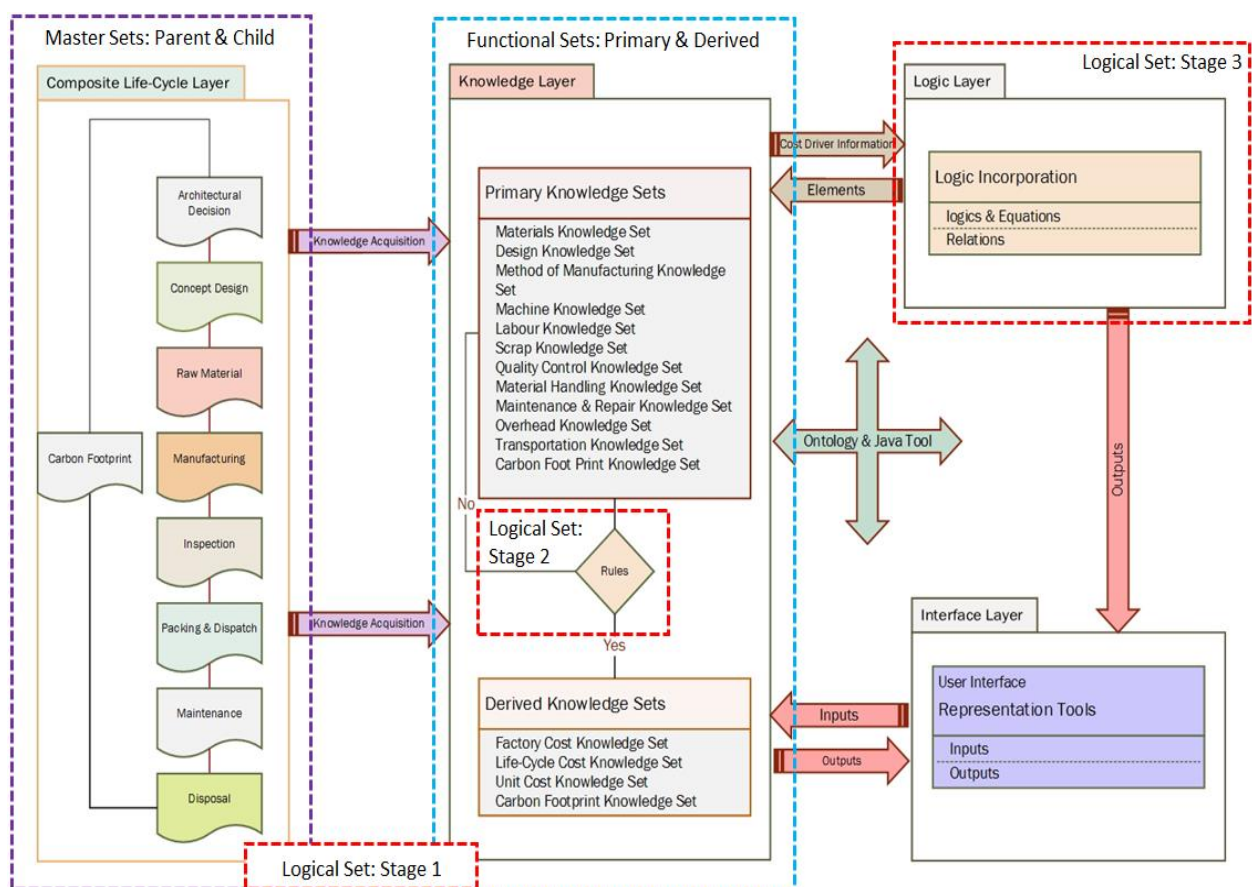 Master Sets: Parent & Child
Composite Life-Cycle Layer
Architectural
Decision
Concept Design
Raw Material
Carbon Footprint
Manufacturing
Inspection
Packing & Dispatch
Maintenance
Disposal
Knowledge Acquisition
Knowledge Acquisition
Logical Set: Stage 1
Functional Sets: Primary & Derived
Knowledge Layer
Primary Knowledge Sets
Materials Knowledge Set
Design Knowledge Set
Method of Manufacturing Knowledge
Set
Machine Knowledge Set
Labour Knowledge Set
Scrap Knowledge Set
Quality Control Knowledge Set
Material Handling Knowledge Set
Maintenance & Repair Knowledge Set
Overhead Knowledge Set
Transportation Knowledge Set
Carbon Foot Print Knowledge Set
No
Logical Set:
Stage 2
Rules
Yes
Derived Knowledge Sets
Factory Cost Knowledge Set
Life-Cycle Cost Knowledge Set
Unit Cost Knowledge Set
Carbon Footprint Knowledge Set
Cost Driver Information
Elements
Ontology & Java Tool
Inputs
Outputs
Logical Set: Stage 3
Logic Layer
Logic Incorporation
logics & Equations
Relations
Outputs
Interface Layer
User Interface
Representation Tools
Inputs
Outputs